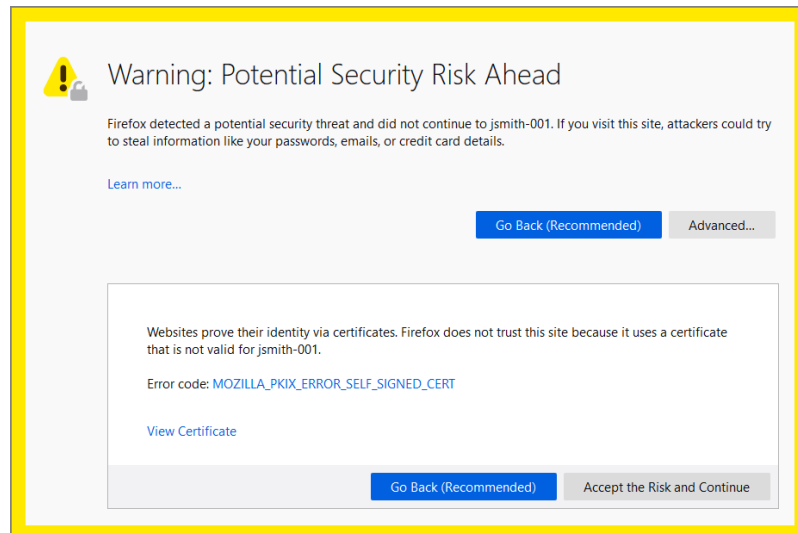 Warning: Potential Security Risk Ahead
Firefox detected a potential security threat and did not continue to jsmith-001. If you visit this site, attackers could try
to steal information like your passwords, emails, or credit card details.
Learn more...
Go Back (Recommended) Advanced...
Websites prove their identity via certificates. Firefox does not trust this site because it uses a certificate
that is not valid for jsmith-001.
Error code: MOZILLA_PKIX_ERROR_SELF_SIGNED_CERT
View Certificate
Go Back (Recommended) Accept the Risk and Continue